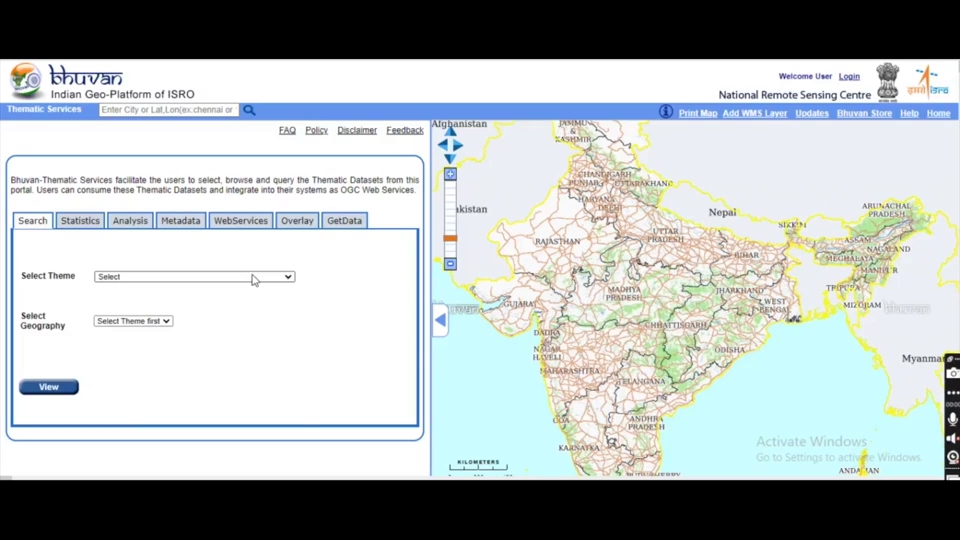 bhuvan
Indian Geo-Platform of ISRO
Welcome User Login
National Remote Sensing Centre
Thematic Services
Enter City or Lat,Lon(ex.chennai or
Print Map Add WMS Layer Updates Bhuvan Store Help Home
FAQ Policy Disclaimer Feedback
Bhuvan-Thematic Services facilitate the users to select, browse and query the Thematic Datasets from this
portal. Users can consume these Thematic Datasets and integrate into their systems as OGC Web Services.
Search Statistics Analysis Metadata WebServices Overlay GetData
Select Theme Select
Select
Geography
Select Theme first
View
Afghanistan
JAMMU
&
KASHMIR
CHANDIGARH
PUNJAB
UTTARAKHAND
HARYANA
DELHI
akistan
Nepal
ARUNACHAL
PRADESH
SIKKIM
RAJASTHAN
UTTAR
PRADESH
BIHAR
ASSAM
NAGALAND
MEGHALAYA
MANIPUR
TRIPURA
MIZORAM
GUJARAT
MADHYA
PRADESH
JHARKHAND
WEST
BENGAL
bhuvan
CHHATTISGARH
DADRA
&
NAGAR
HAVELI
ODISHA
MAHARASHTRA
Myanmar
TELANGANA
GOA
ANDHRA
PRADESH
KARNATKA
Activate Windows
Go to Settings to activate Windows.
KILOMETERS
ANDAMAN